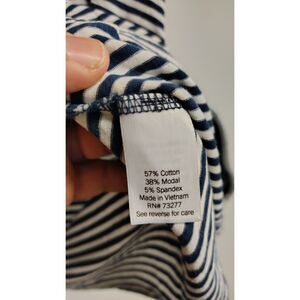 57% Cotton
38% Modal
5% Spandex
Made in Vietnam
RN# 73277
See reverse for care